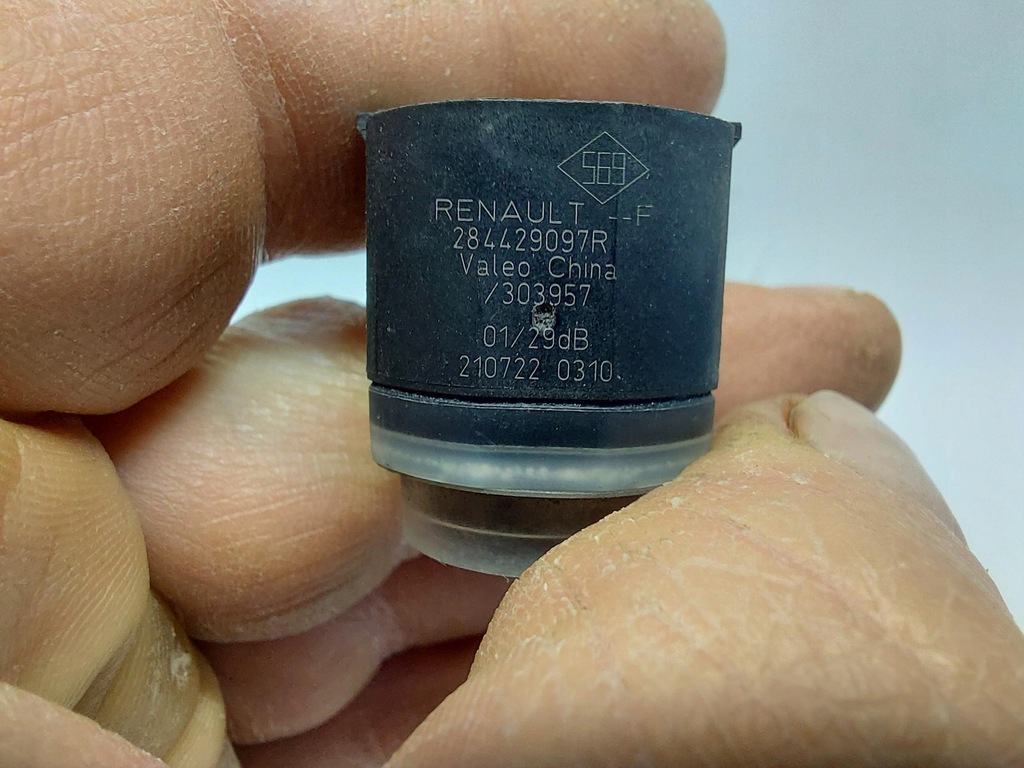 S69
RENAULT --F
284429097R
Valeo China
/303957
01/29dB
210722 0310